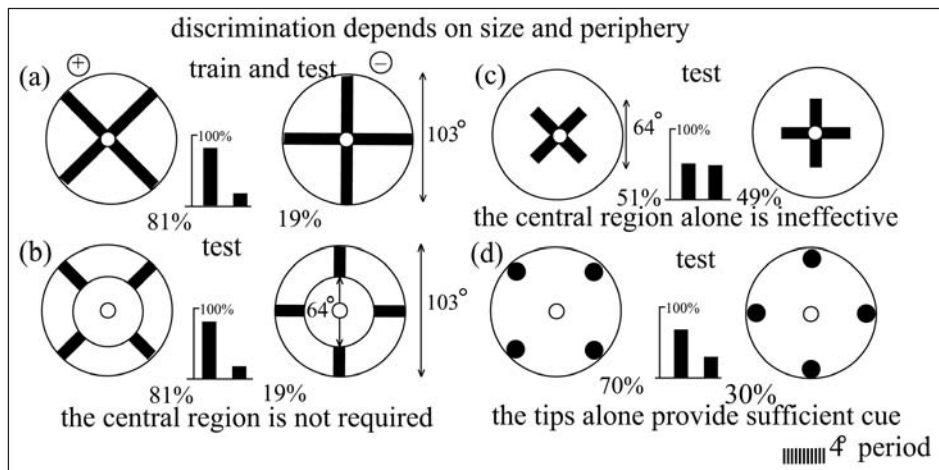 discrimination depends on size and periphery
(a)
+
train and test
−
100%
81%
19%
103°
(b)
test
100%
64°
103°
81%
19%
the central region is not required
(c)
test
64°
100%
51%
49%
the central region alone is ineffective
(d)
test
100%
70%
30%
the tips alone provide sufficient cue
4° period